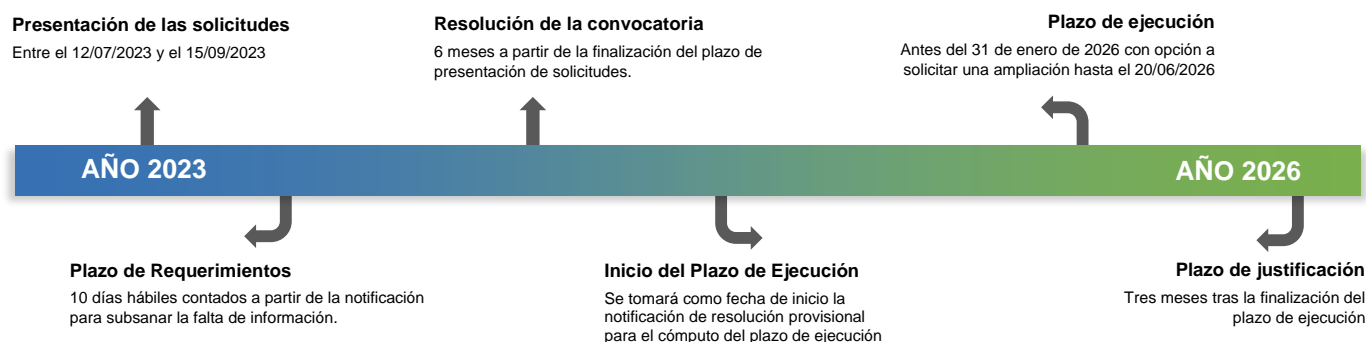 Presentación de las solicitudes
Entre el 12/07/2023 y el 15/09/2023
Resolución de la convocatoria
6 meses a partir de la finalización del plazo de
presentación de solicitudes.
Plazo de ejecución
Antes del 31 de enero de 2026 con opción a
solicitar una ampliación hasta el 20/06/2026
AÑO 2023
AÑO 2026
Plazo de Requerimientos
10 días hábiles contados a partir de la notificación
para subsanar la falta de información.
Inicio del Plazo de Ejecución
Se tomará como fecha de inicio la
notificación de resolución provisional
para el cómputo del plazo de ejecución
Plazo de justificación
Tres meses tras la finalización del
plazo de ejecución